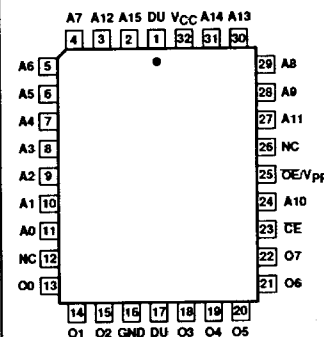 A7 A12 A15 DU VCC A14 A13
4 3 2 1 32 31 30
A6 5 29 A8
A5 6 28 A9
A4 7 27 A11
A3 8 26 NC
A2 9 25 OE/VPP
A1 10 24 A10
A0 11 23 CE
NC 12 22 O7
O0 13 21 O6
14 15 16 17 18 19 20
O1 O2 GND DU O3 O4 O5